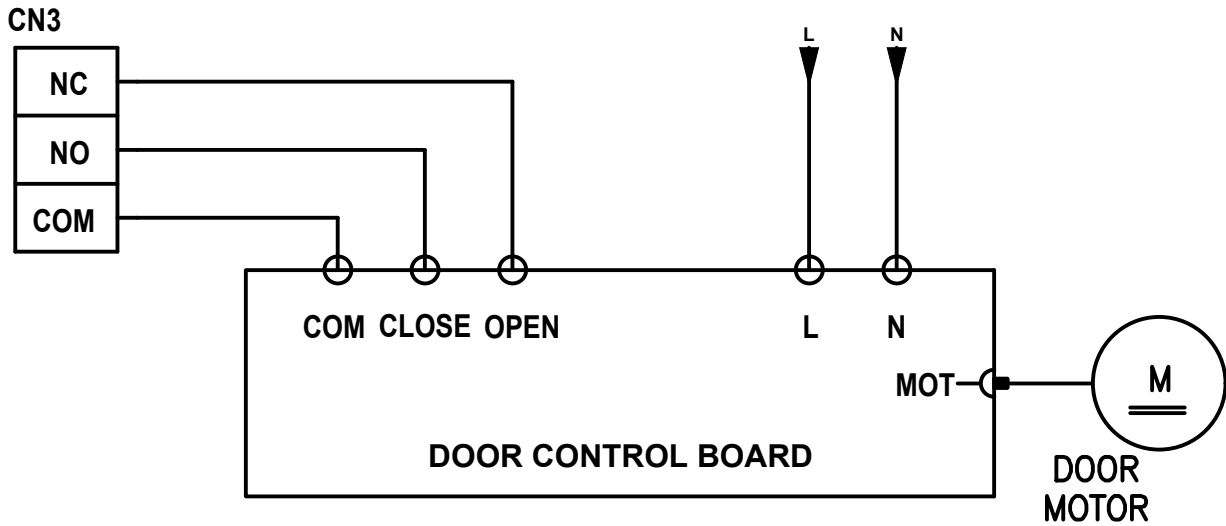 CN3
NC
NO
COM
L N
COM CLOSE OPEN L N
MOT
M
DOOR CONTROL BOARD
DOOR
MOTOR